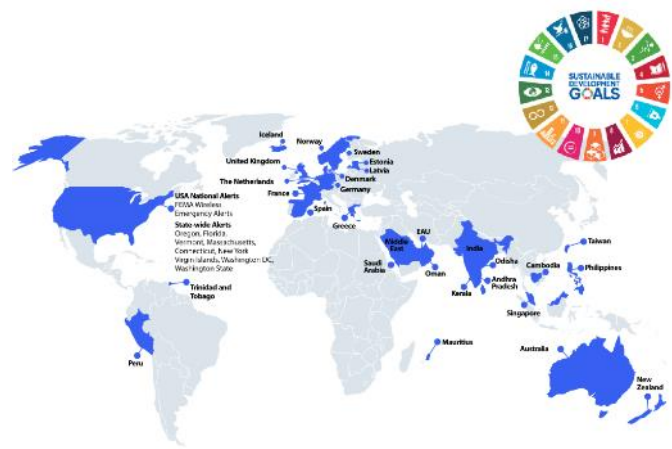 SUSTAINABLE
DEVELOPMENT
GOALS
Iceland
Norway
Sweden
United Kingdom
Estonia
Latvia
The Netherlands
Denmark
Germany
France
USA National Alerts
FEMA Wireless
Emergency Alerts
Spain
Greece
State-wide Alerts
Oregon, Florida,
Vermont, Massachusetts,
Connecticut, New York
Virgin Islands, Washington DC,
Washington State
Middle
East
EAU
India
Taiwan
Saudi
Arabia
Oman
Odisha
Cambodia
Philippines
Andhra
Pradesh
Kerala
Singapore
Trinidad and
Tobago
Mauritius
Australia
Peru
New
Zealand